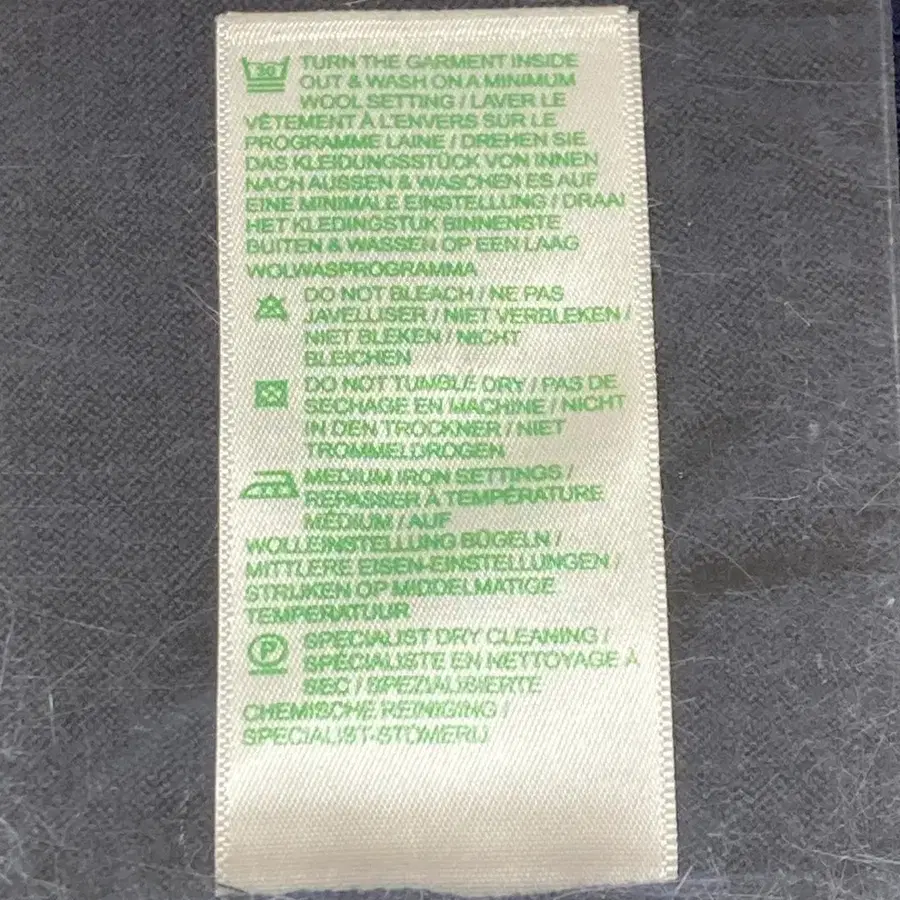 30 TURN THE GARMENT INSIDE
OUT & WASH ON A MINIMUM
WOOL SETTING / LAVER LE
VÊTEMENT À L'ENVERS SUR LE
PROGRAMME LAINE / DREHEN SIE
DAS KLEIDUNGSSTÜCK VON INNEN
NACH AUSSEN & WASCHEN ES AUF
EINE MINIMALE EINSTELLUNG / DRAAI
HET KLEDINGSTUK BINNENSTE
BUITEN & WASSEN OP EEN LAAG
WOLWASPROGRAMMA
DO NOT BLEACH / NE PAS
JAVELLISER / NIET VERBLEKEN /
NIET BLEKEN / NICHT
BLEICHEN
DO NOT TUMBLE DRY / PAS DE
SECHAGE EN MACHINE / NICHT
IN DEN TROCKNER / NIET
TROMMELDROGEN
MEDIUM IRON SETTINGS /
REPASSER À TEMPÉRATURE
MÉDIUM / AUF
WOLLEINSTELLUNG BÜGELN /
MITTLERE EISEN-EINSTELLUNGEN /
STRIJKEN OP MIDDELMATIGE
TEMPERATUUR
P SPECIALIST DRY CLEANING /
SPÉCIALISTE EN NETTOYAGE À
SEC / SPEZIALISIERTE
CHEMISCHE REINIGING /
SPECIALIST-STOMERIJ